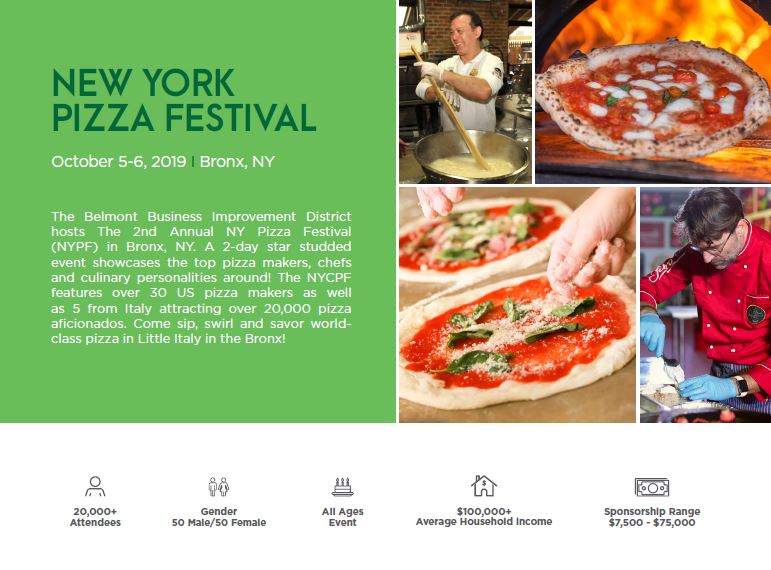 NEW YORK
PIZZA FESTIVAL
October 5-6, 2019 | Bronx, NY
The Belmont Business Improvement District
hosts The 2nd Annual NY Pizza Festival
(NYPF) in Bronx, NY. A 2-day star studded
event showcases the top pizza makers, chefs
and culinary personalities around! The NYCPF
features over 30 US pizza makers as well
as 5 from Italy attracting over 20,000 pizza
aficionados. Come sip, swirl and savor world-
class pizza in Little Italy in the Bronx!
20,000+
Attendees
Gender
50 Male/50 Female
All Ages
Event
$100,000+
Average Household Income
Sponsorship Range
$7,500 - $75,000